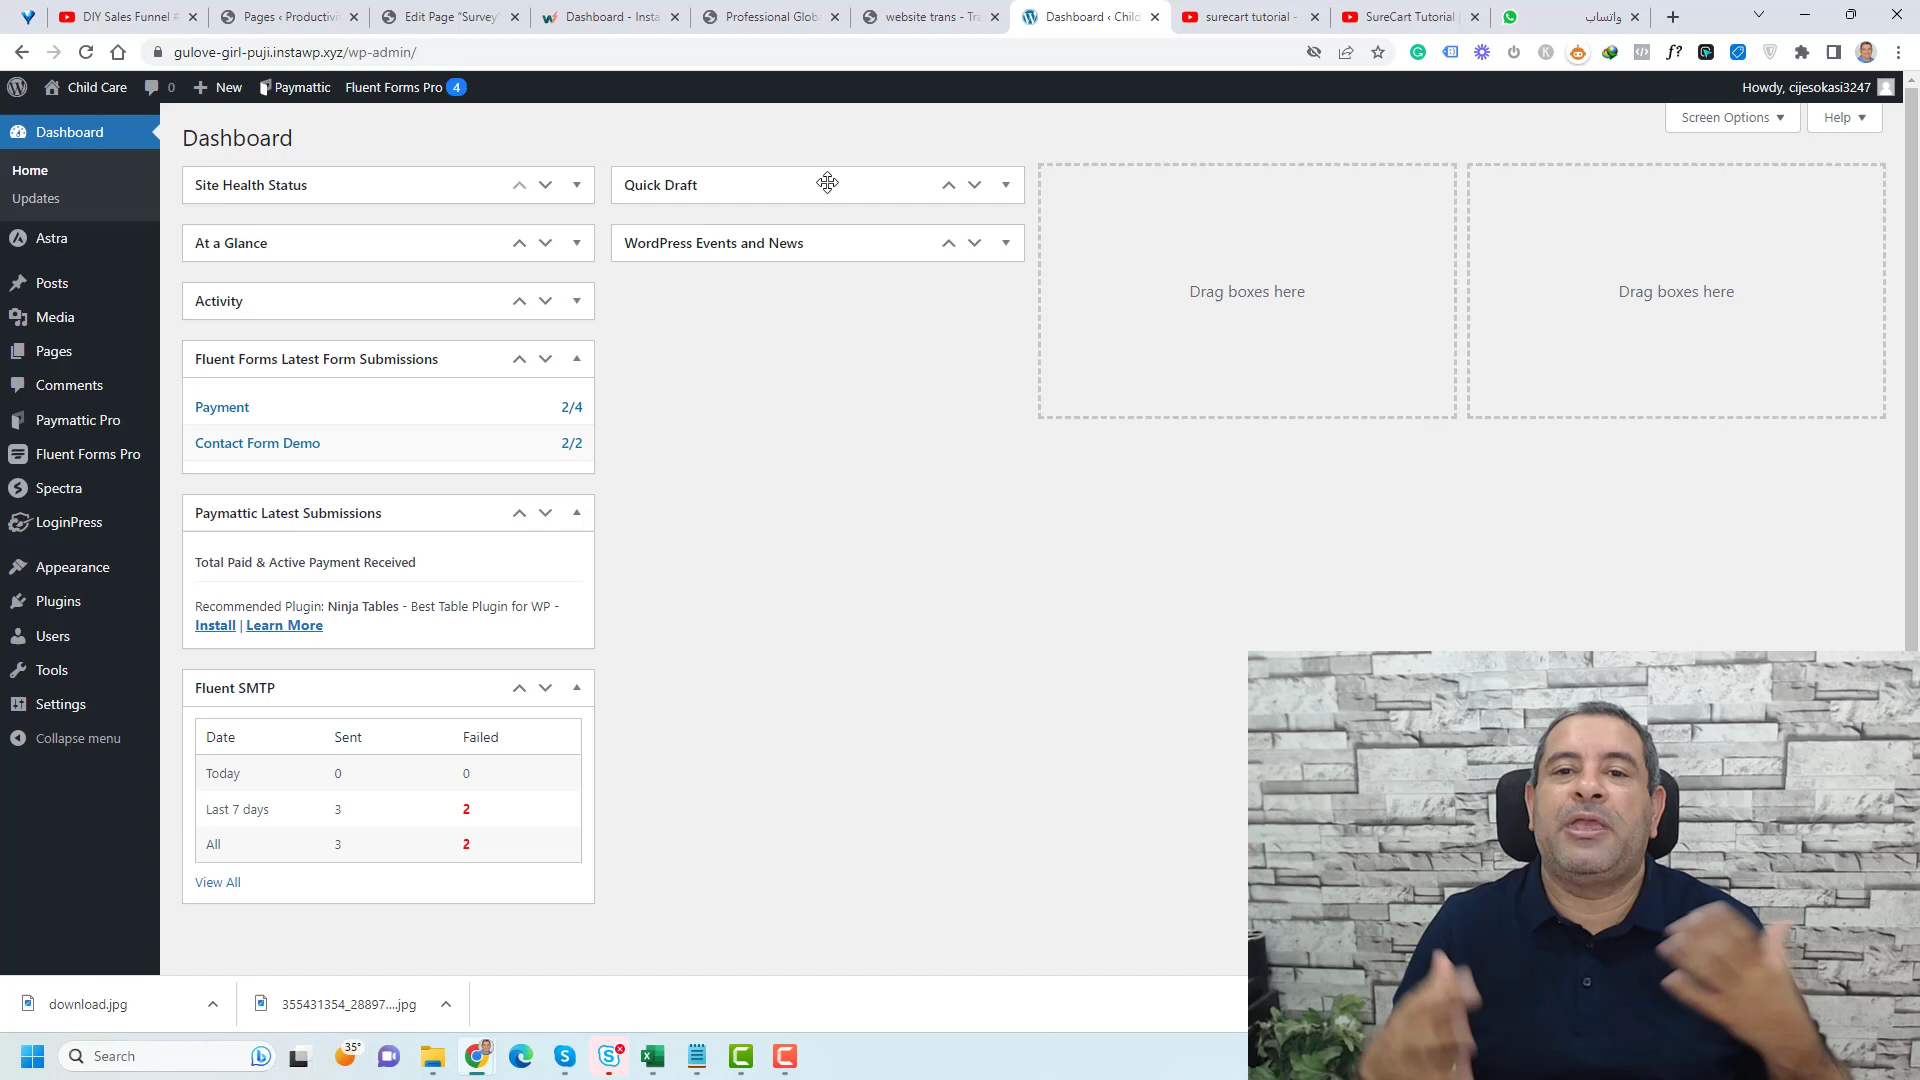 DIY Sales Funnel
Pages ‹ Productivi
Edit Page "Survey"
Dashboard - Insta
Professional Glob
website trans - Tra
Dashboard ‹ Child
surecart tutorial -
SureCart Tutorial
واتساب
gulove-girl-puji.instawp.xyz/wp-admin/
Child Care
0
New
Paymattic
Fluent Forms Pro 4
Howdy, cijesokasi3247
Screen Options
Help
Dashboard
Home
Updates
Astra
Posts
Media
Pages
Comments
Paymattic Pro
Fluent Forms Pro
Spectra
LoginPress
Appearance
Plugins
Users
Tools
Settings
Collapse menu
Dashboard
Site Health Status
At a Glance
Activity
Fluent Forms Latest Form Submissions
Payment 2/4
Contact Form Demo 2/2
Paymattic Latest Submissions
Total Paid & Active Payment Received
Recommended Plugin: Ninja Tables - Best Table Plugin for WP -
Install | Learn More
Fluent SMTP
Date Sent Failed
Today 0 0
Last 7 days 3 2
All 3 2
View All
Quick Draft
WordPress Events and News
Drag boxes here
Drag boxes here
download.jpg
355431354_28897....jpg
Search
35°